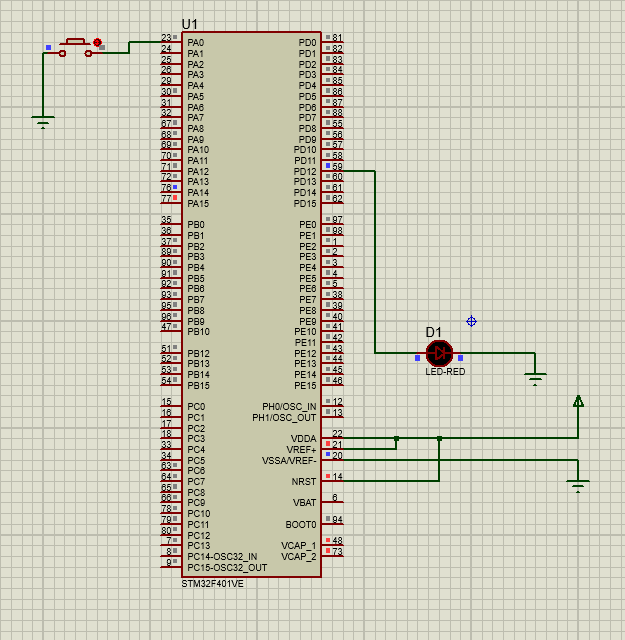 U1
23 PA0 PD0 81
24 PA1 PD1 82
25 PA2 PD2 83
26 PA3 PD3 84
29 PA4 PD4 85
30 PA5 PD5 86
31 PA6 PD6 87
32 PA7 PD7 88
67 PA8 PD8 55
68 PA9 PD9 56
69 PA10 PD10 57
70 PA11 PD11 58
71 PA12 PD12 59
72 PA13 PD13 60
76 PA14 PD14 61
77 PA15 PD15 62
35 PB0 PE0 97
36 PB1 PE1 98
37 PB2 PE2 1
89 PB3 PE3 2
90 PB4 PE4 3
91 PB5 PE5 4
92 PB6 PE6 5
93 PB7 PE7 38
95 PB8 PE8 39
96 PB9 PE9 40
47 PB10 PE10 41
PE11 42
51 PB12 PE12 43
52 PB13 PE13 44
53 PB14 PE14 45
54 PB15 PE15 46
D1
LED-RED
15 PC0 PH0/OSC_IN 12
16 PC1 PH1/OSC_OUT 13
17 PC2
18 PC3 VDDA 22
33 PC4 VREF+ 21
34 PC5 VSSA/VREF- 20
63 PC6
64 PC7 NRST 14
65 PC8
66 PC9 VBAT 6
78 PC10
79 PC11 BOOT0 94
80 PC12
7 PC13 VCAP_1 48
8 PC14-OSC32_IN VCAP_2 73
9 PC15-OSC32_OUT
STM32F401VE